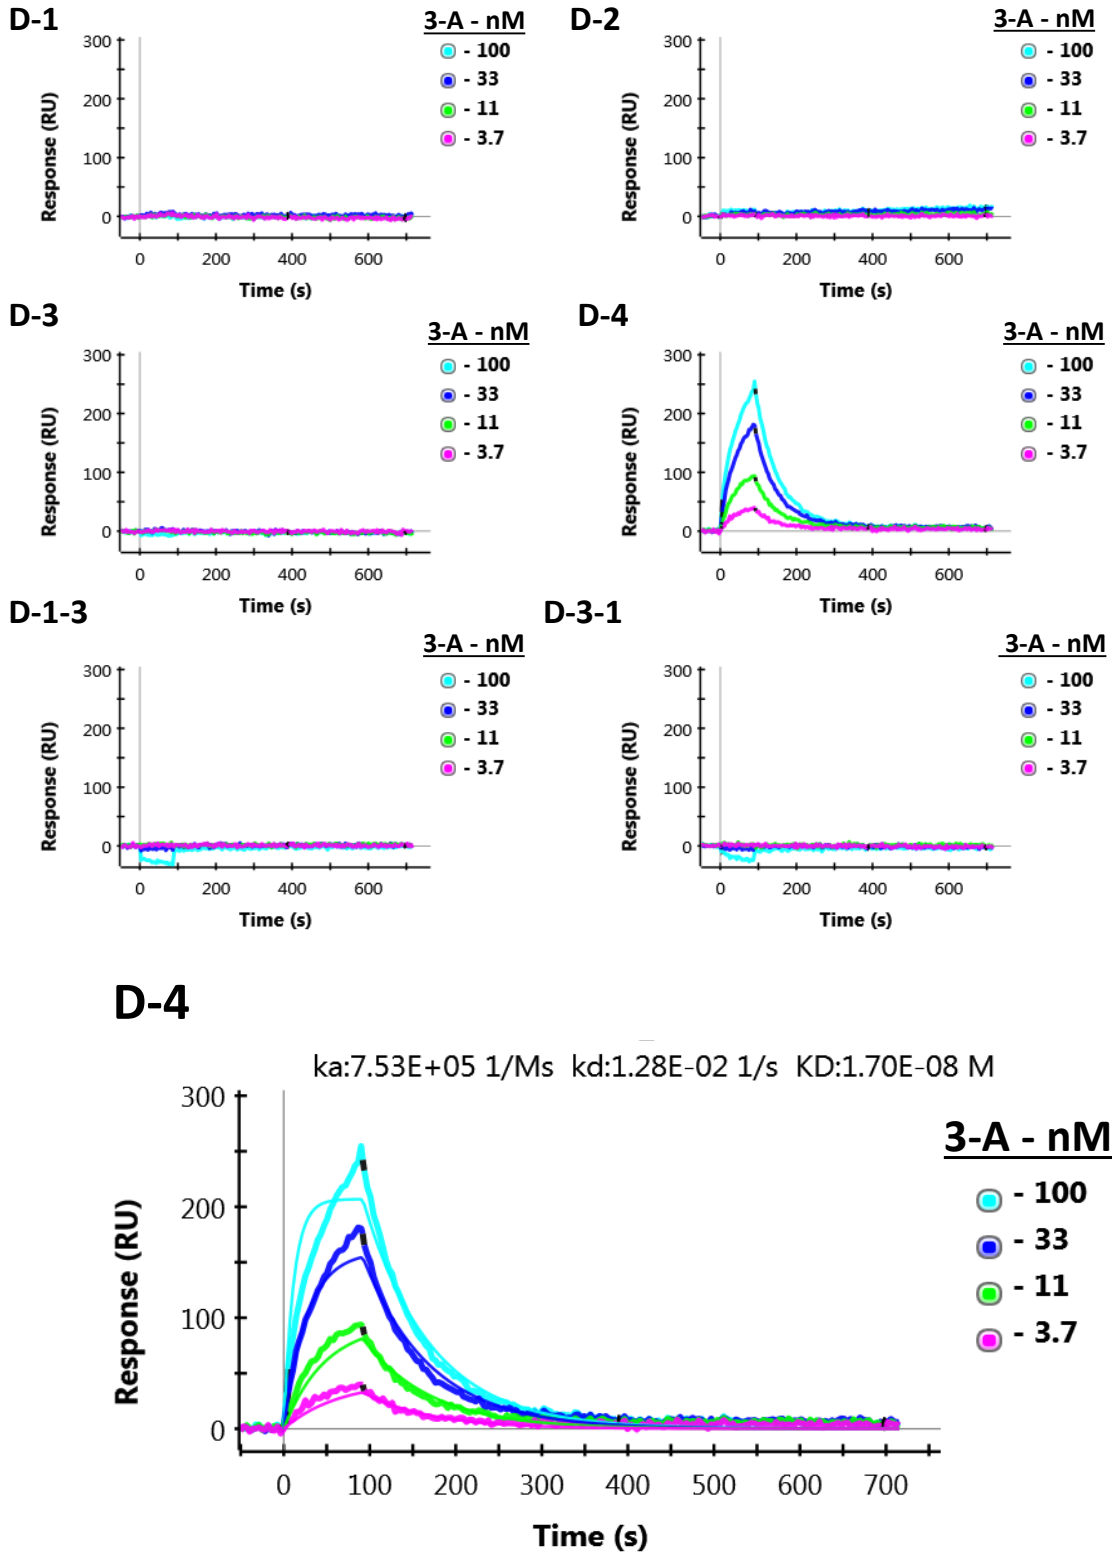 D-1
3-A - nM
- 100
- 33
- 11
- 3.7
Response (RU)
300
200
100
0
0 200 400 600
Time (s)
D-2
3-A - nM
- 100
- 33
- 11
- 3.7
Response (RU)
300
200
100
0
0 200 400 600
Time (s)
D-3
3-A - nM
- 100
- 33
- 11
- 3.7
Response (RU)
300
200
100
0
0 200 400 600
Time (s)
D-4
3-A - nM
- 100
- 33
- 11
- 3.7
Response (RU)
300
200
100
0
0 200 400 600
Time (s)
D-1-3
3-A - nM
- 100
- 33
- 11
- 3.7
Response (RU)
300
200
100
0
0 200 400 600
Time (s)
D-3-1
3-A - nM
- 100
- 33
- 11
- 3.7
Response (RU)
300
200
100
0
0 200 400 600
Time (s)
D-4
ka:7.53E+05 1/Ms kd:1.28E-02 1/s KD:1.70E-08 M
3-A - nM
- 100
- 33
- 11
- 3.7
Response (RU)
300
200
100
0
0 100 200 300 400 500 600 700
Time (s)